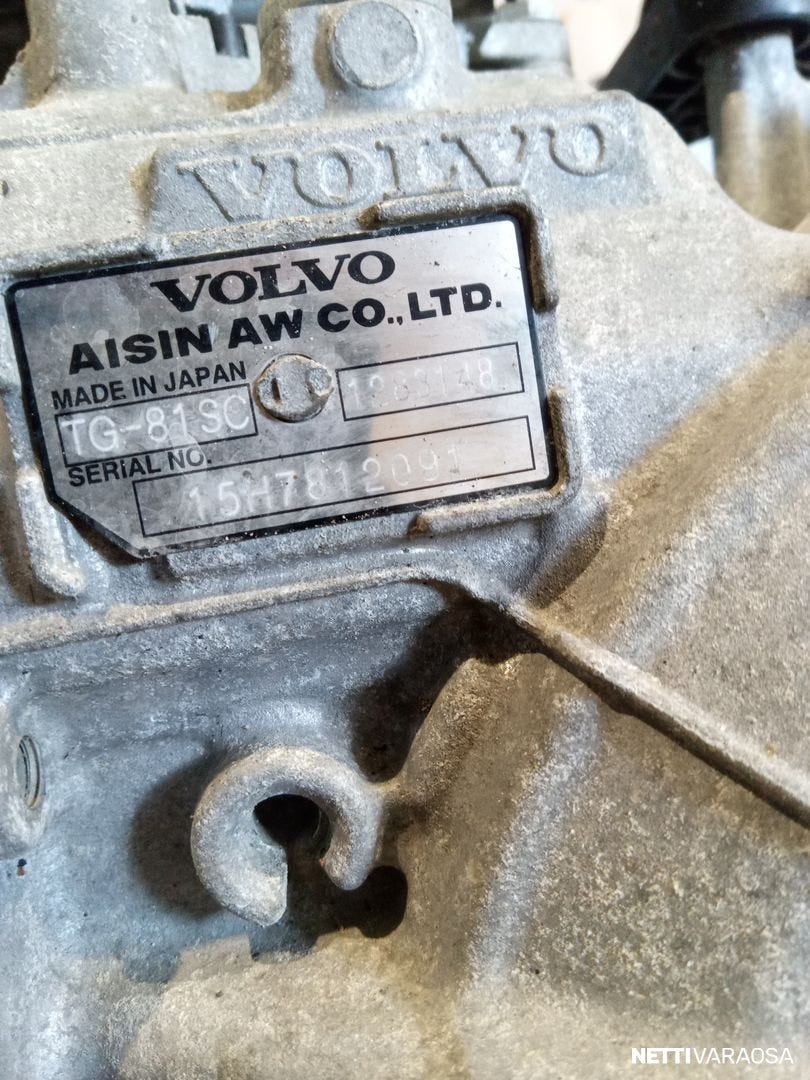 VOLVO
VOLVO
AISIN AW CO.,LTD.
MADE IN JAPAN
TG-81SC 1283148
SERIAL NO.
15H7812091
NETTIVARAOSA